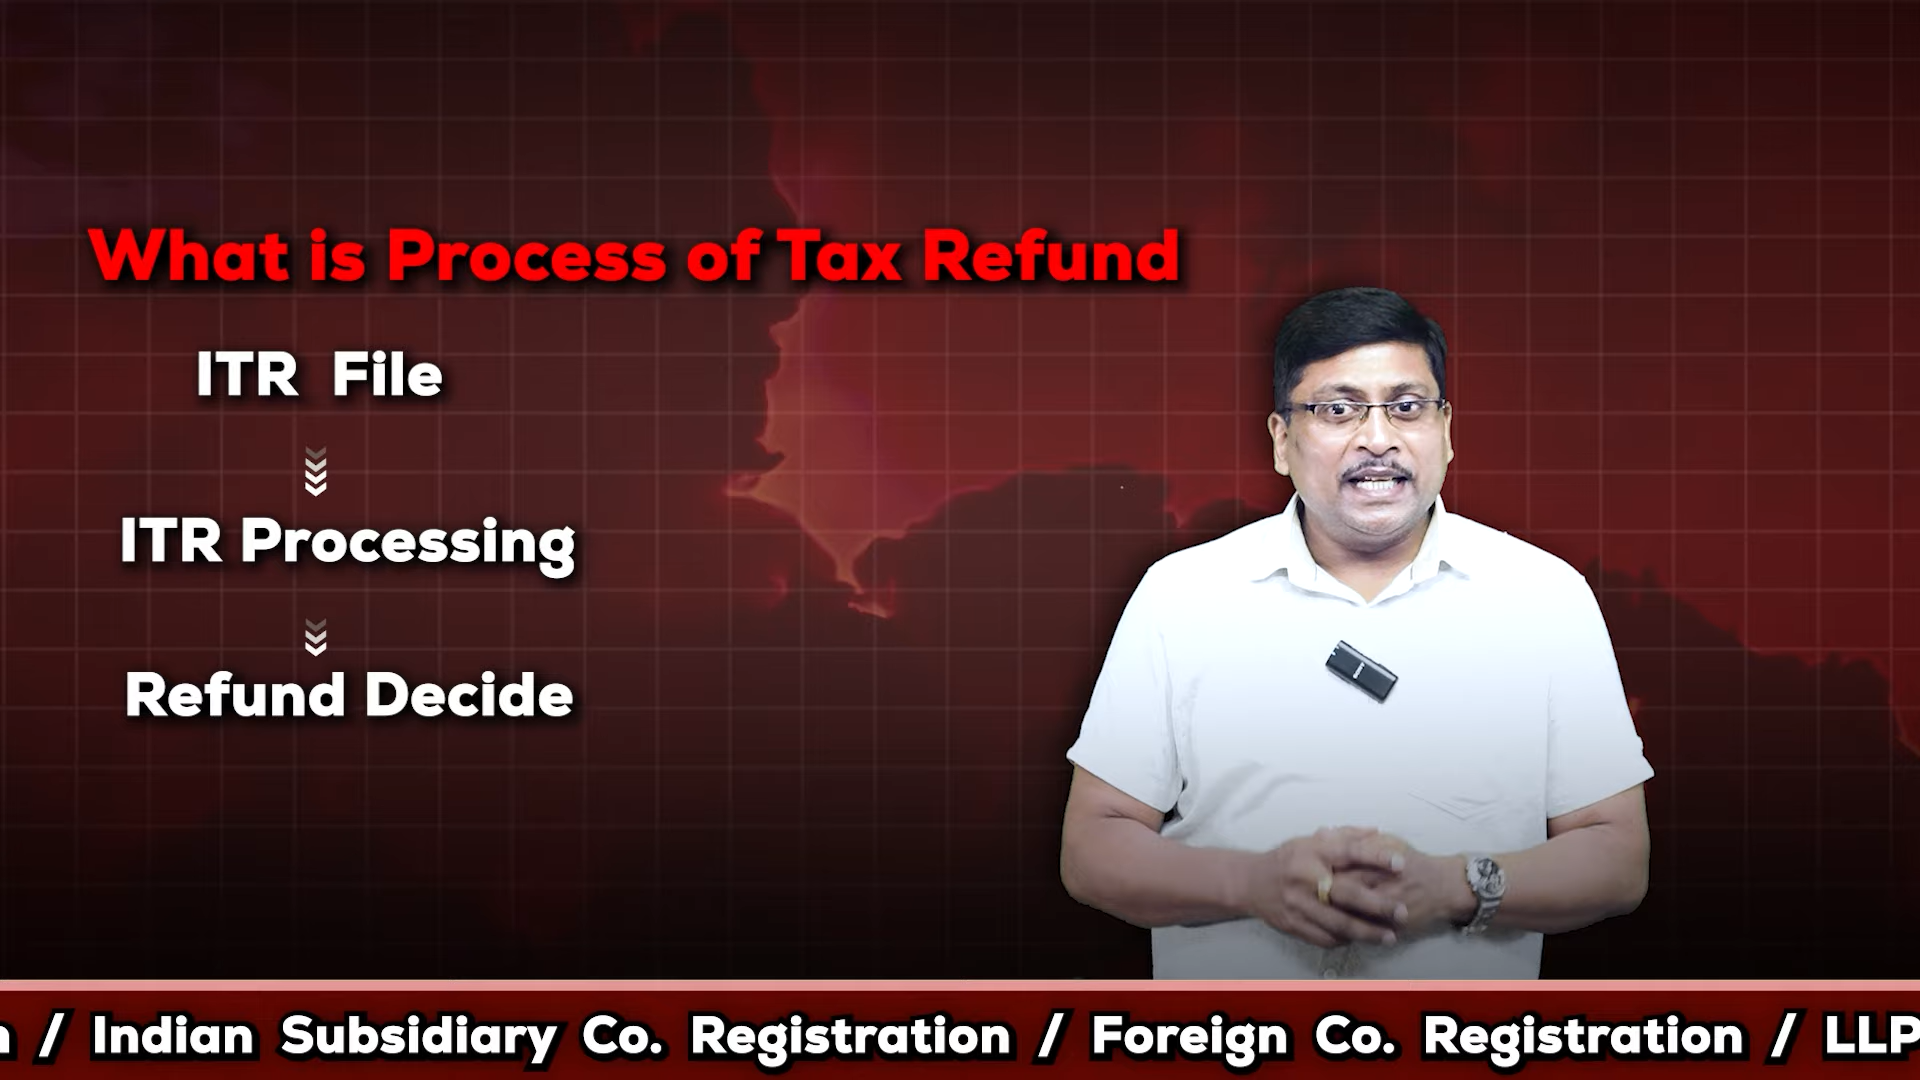 What is Process of Tax Refund
ITR File
ITR Processing
Refund Decide
/ Indian Subsidiary Co. Registration / Foreign Co. Registration / LLP